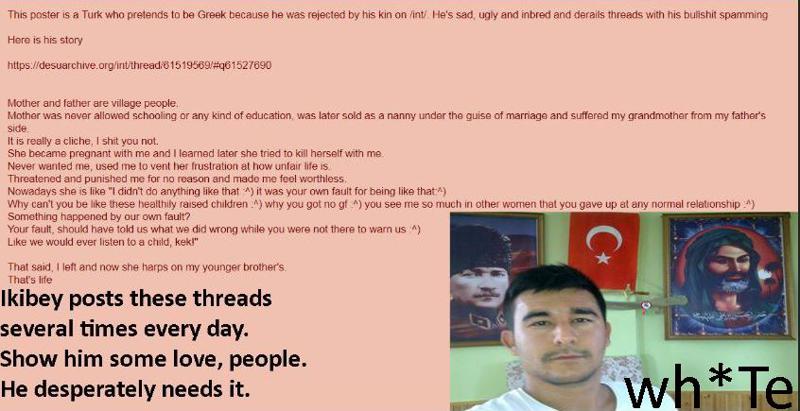 This poster is a Turk who pretends to be Greek because he was rejected by his kin on /int/. He's sad, ugly and inbred and derails threads with his bullshit spamming
Here is his story
https://desuarchive.org/int/thread/61519569/#q61527690
Mother and father are village people.
Mother was never allowed schooling or any kind of education, was later sold as a nanny under the guise of marriage and suffered my grandmother from my father's
side.
It is really a cliche, I shit you not.
She became pregnant with me and I learned later she tried to kill herself with me.
Never wanted me, used me to vent her frustration at how unfair life is.
Threatened and punished me for no reason and made me feel worthless.
Nowadays she is like "I didn't do anything like that :^) it was your own fault for being like that:^)
Why can't you be like these healthily raised children :^) why you got no gf :^) you see me so much in other women that you gave up at any normal relationship :^)
Something happened by our own fault?
Your fault, should have told us what we did wrong while you were not there to warn us :^)
Like we would ever listen to a child, kek!"
That said, I left and now she harps on my younger brother's.
That's life
Ikibey posts these threads
several times every day.
Show him some love, people.
He desperately needs it.
wh*Te